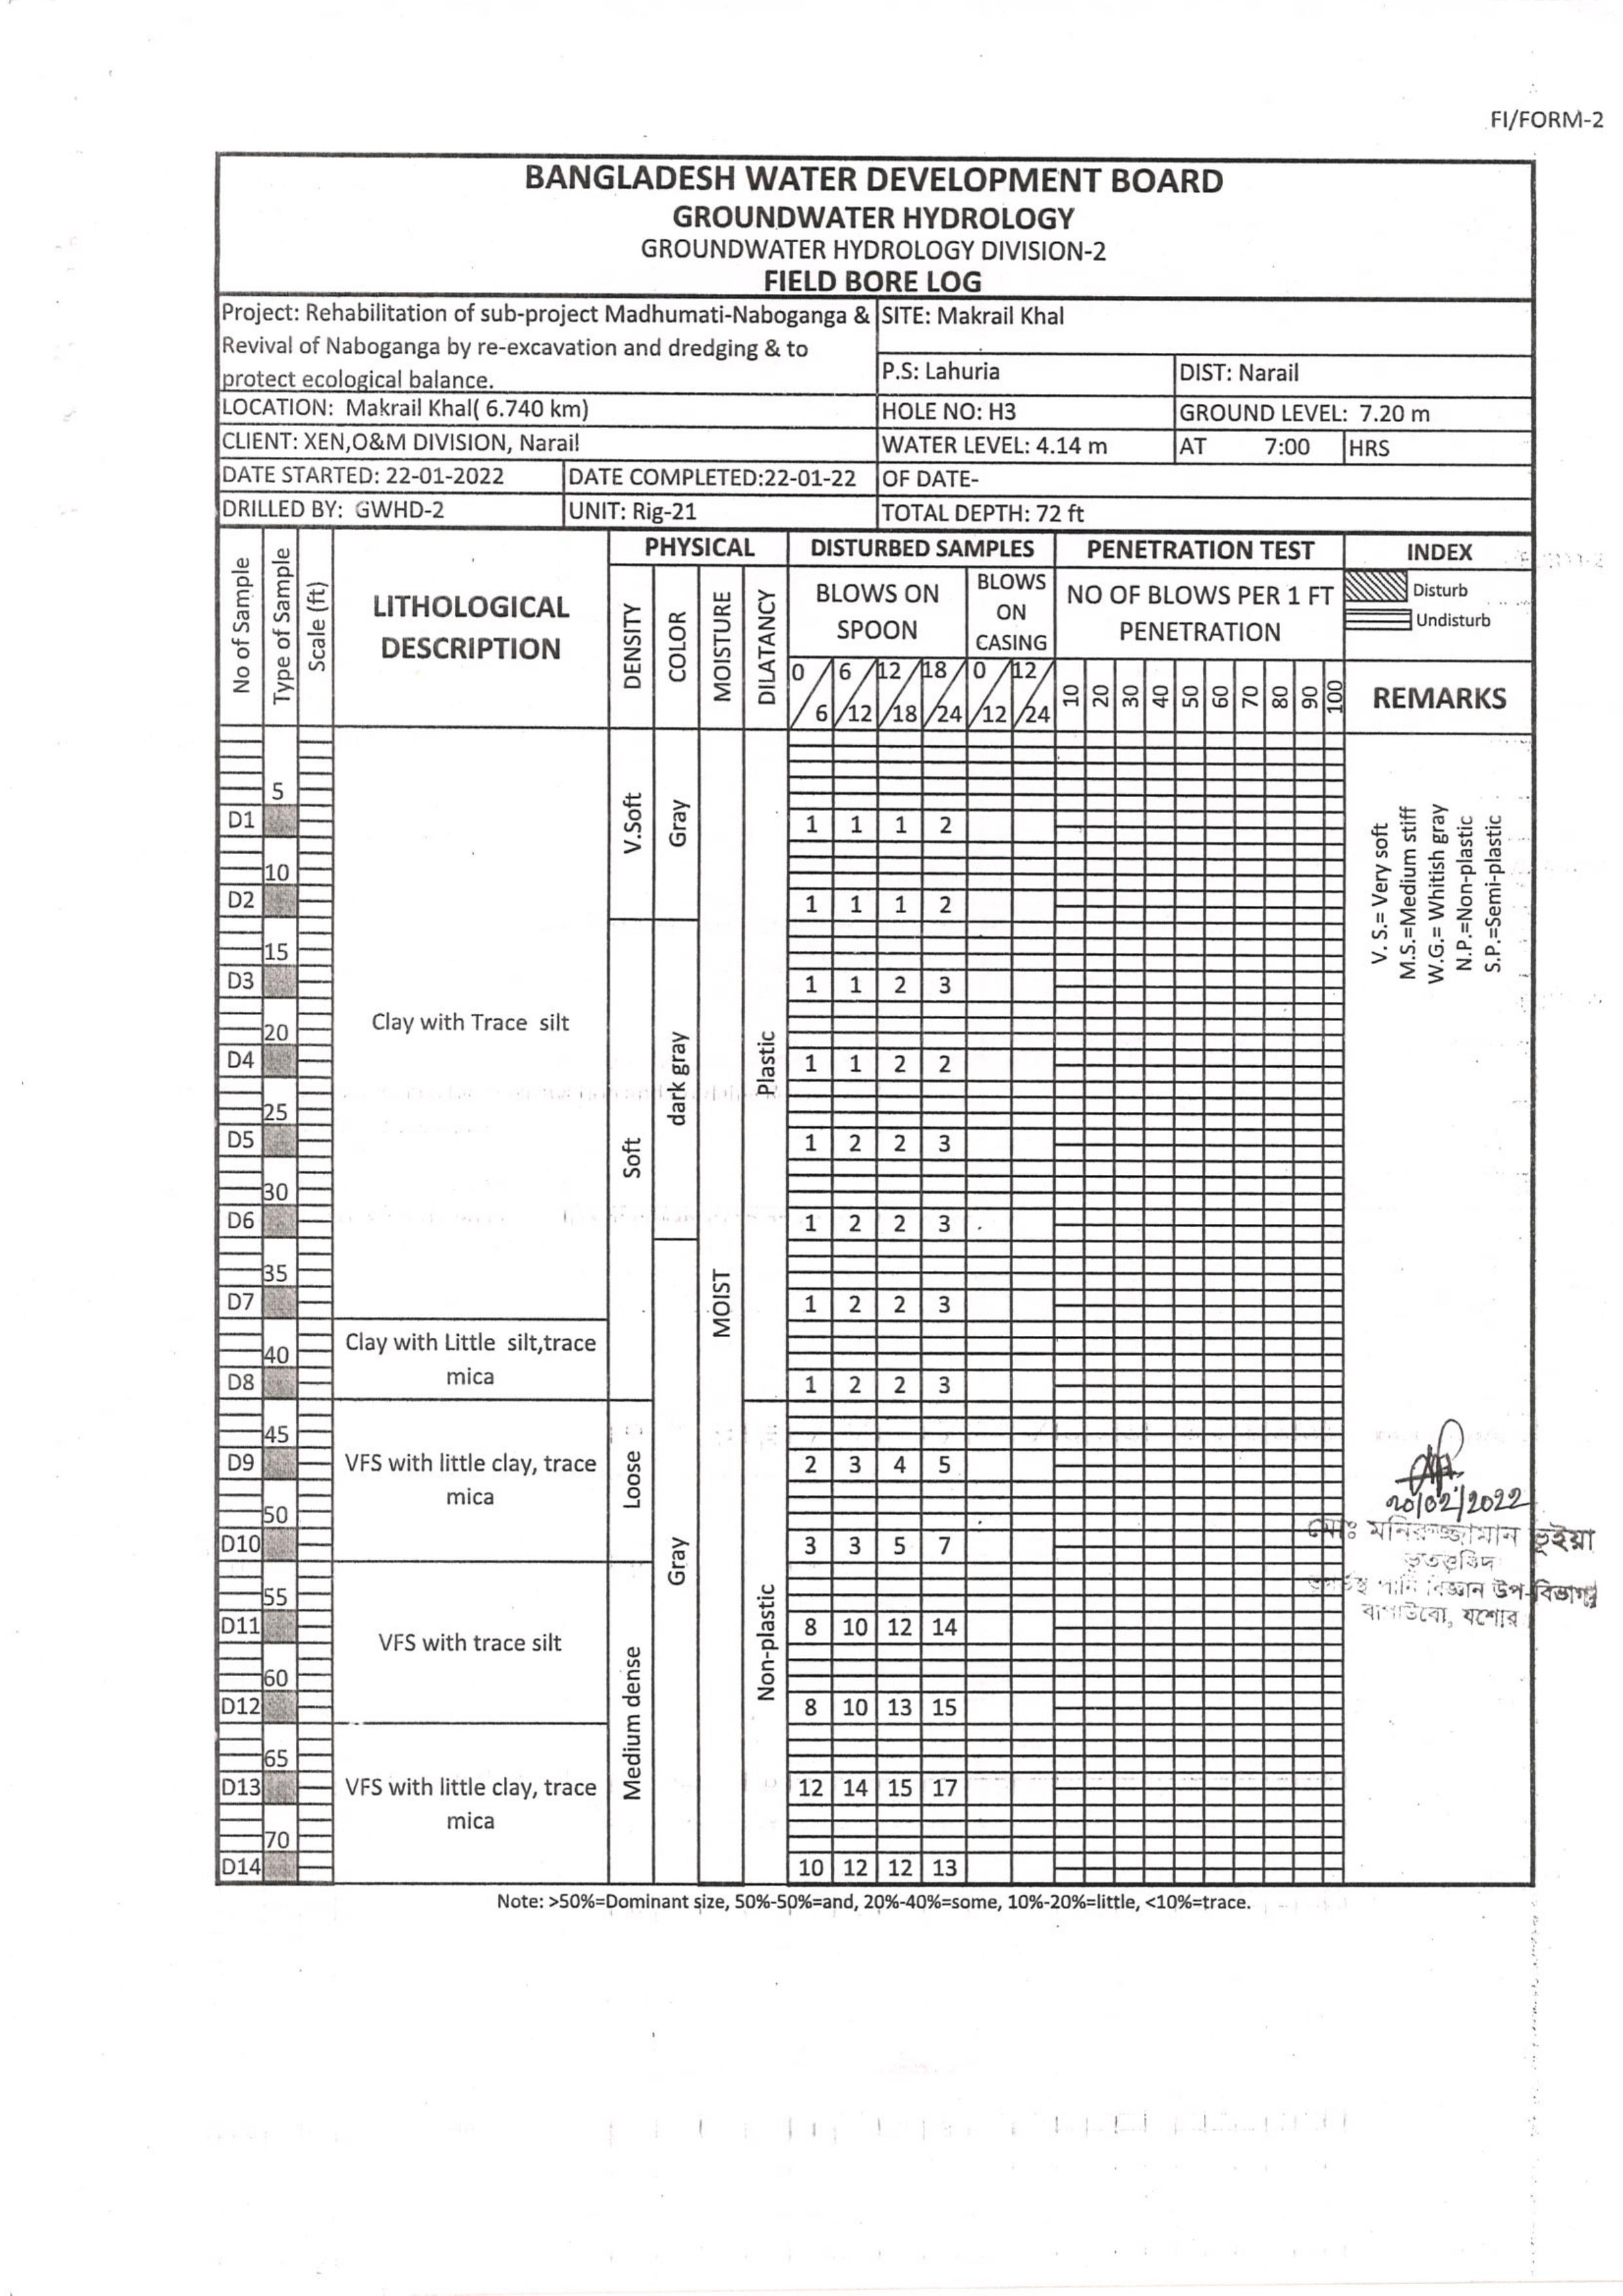 FI/FORM-2
BANGLADESH WATER DEVELOPMENT BOARD
GROUNDWATER HYDROLOGY
GROUNDWATER HYDROLOGY DIVISION-2
FIELD BORE LOG
Project: Rehabilitation of sub-project Madhumati-Naboganga &
Revival of Naboganga by re-excavation and dredging & to
protect ecological balance.
SITE: Makrail Khal
P.S: Lahuria DIST: Narail
LOCATION: Makrail Khal( 6.740 km) HOLE NO: H3 GROUND LEVEL: 7.20 m
CLIENT: XEN,O&M DIVISION, Narail WATER LEVEL: 4.14 m AT 7:00 HRS
DATE STARTED: 22-01-2022 DATE COMPLETED:22-01-22 OF DATE-
DRILLED BY: GWHD-2 UNIT: Rig-21 TOTAL DEPTH: 72 ft
No of Sample
Type of Sample
Scale (ft)
LITHOLOGICAL
DESCRIPTION
PHYSICAL
DENSITY
COLOR
MOISTURE
DILATANCY
DISTURBED SAMPLES
BLOWS ON
SPOON
BLOWS
ON
CASING
0 6 12 18 0 12
6 12 18 24 12 24
PENETRATION TEST
NO OF BLOWS PER 1 FT
PENETRATION
10 20 30 40 50 60 70 80 90 100
INDEX
Disturb
Undisturb
REMARKS
5
D1 1 1 1 2
10
D2 1 1 1 2
15
D3 1 1 2 3
20
D4 1 1 2 2
25
D5 1 2 2 3
30
D6 1 2 2 3
35
D7 1 2 2 3
40
D8 1 2 2 3
45
D9 2 3 4 5
50
D10 3 3 5 7
55
D11 8 10 12 14
60
D12 8 10 13 15
65
D13 12 14 15 17
70
D14 10 12 12 13
Clay with Trace silt
Clay with Little silt,trace
mica
VFS with little clay, trace
mica
VFS with trace silt
VFS with little clay, trace
mica
V.Soft
Soft
Loose
Medium dense
Gray
dark gray
Gray
MOIST
Plastic
Non-plastic
V. S.= Very soft
M.S.=Medium stiff
W.G.= Whitish gray
N.P.=Non-plastic
S.P.=Semi-plastic
20/02/2022
মোঃ মনিরুজ্জামান ভূইয়া
ভূতত্ত্ববিদ
ভূগর্ভস্থ পানি বিজ্ঞান উপ-বিভাগ
বাপাউবো, যশোর
Note: >50%=Dominant size, 50%-50%=and, 20%-40%=some, 10%-20%=little, <10%=trace.